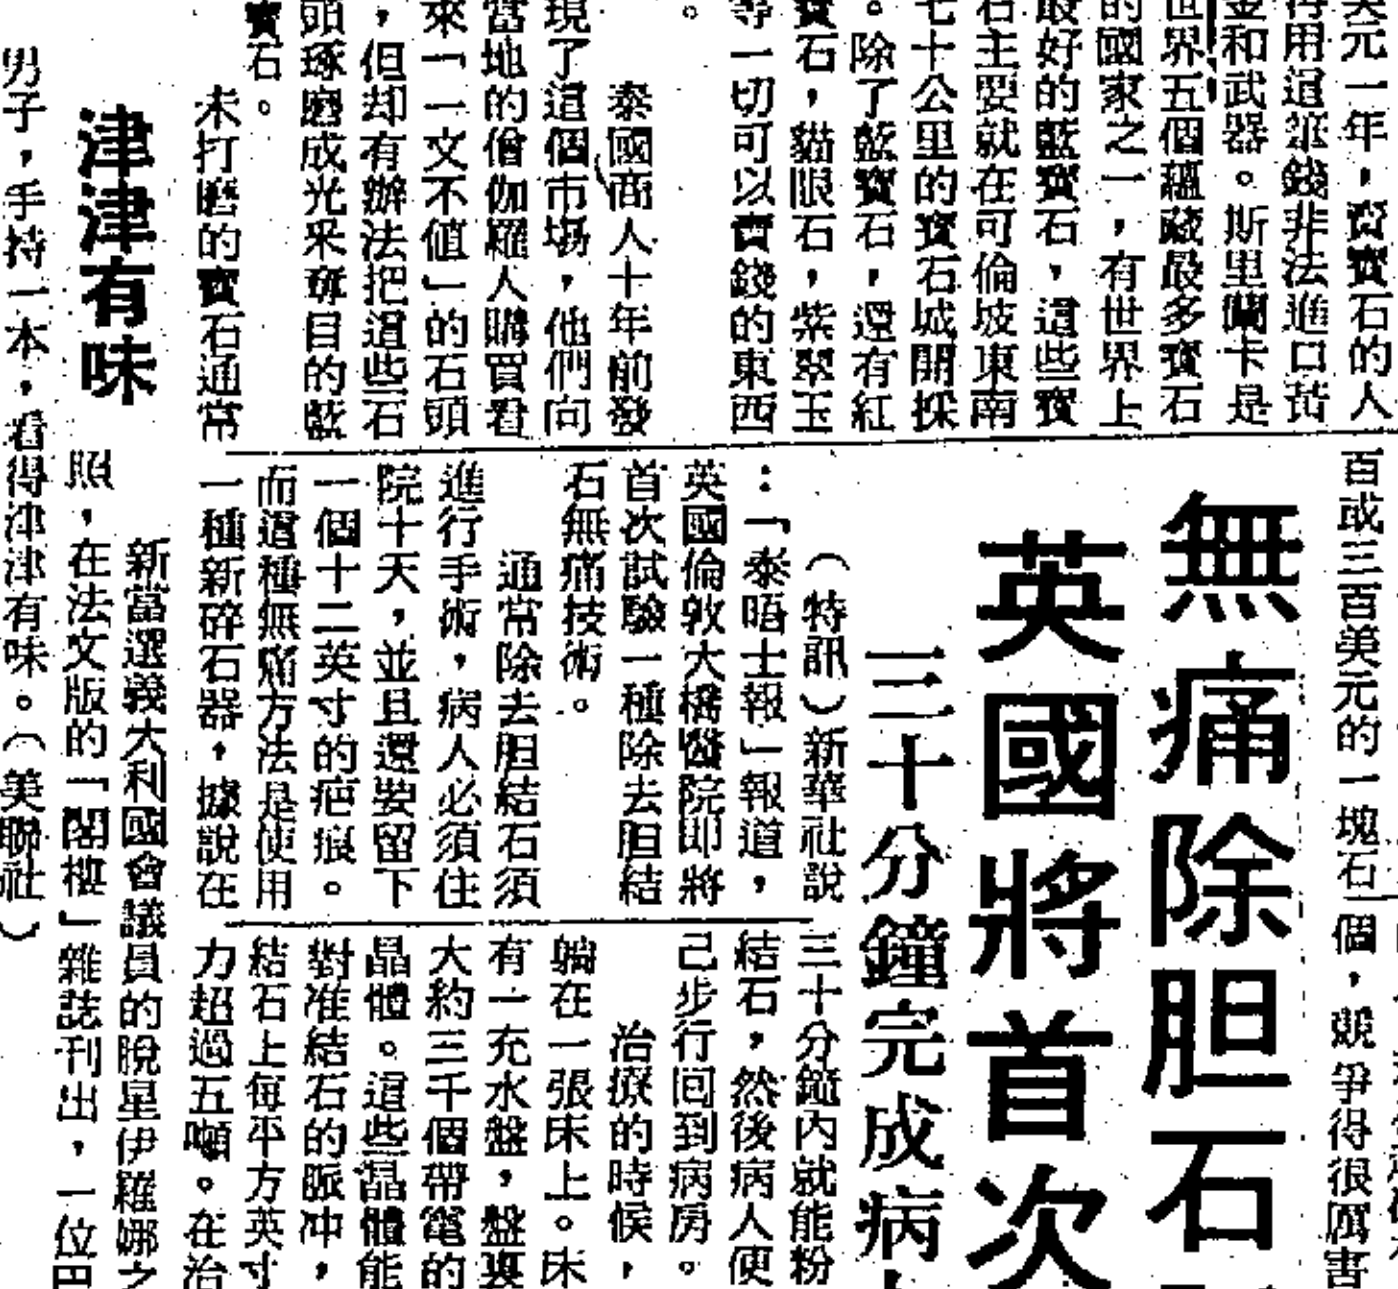 美元一年，賣寶石的人
再用這筆錢非法進口黃
金和武器。斯里蘭卡是
世界五個蘊藏最多寶石
的國家之一，有世界上
最好的藍寶石，這些寶
石主要就在可倫坡東南
七十公里的寶石城開採
。除了藍寶石，還有紅
寶石，貓眼石，紫翠玉
等一切可以賣錢的東西
。
泰國商人十年前發
現了這個市場，他們向
當地的僧伽羅人購買看
來「一文不值」的石頭
，但却有辦法把這些石
頭琢磨成光采奪目的藍
寶石。
未打磨的寶石通常
百或三百美元的一塊石
個，競爭得很厲害
無痛除胆石
英國將首次
三十分鐘完成病
（特訊）新華社說
：「泰晤士報」報道，
英國倫敦大橋醫院即將
首次試驗一種除去胆結
石無痛技術。
通常除去胆結石須
進行手術，病人必須住
院十天，並且還要留下
一個十二英寸的疤痕。
而這種無痛方法是使用
一種新碎石器，據說在
三十分鐘內就能粉
結石，然後病人便
己步行回到病房。
治療的時候，
躺在一張床上。床
有一充水盤，盤裏
大約三千個帶電的
晶體。這些晶體能
對准結石的脈冲，
結石上每平方英寸
力超過五噸。在治
津津有味
新當選義大利國會議員的脫星伊羅娜之
照，在法文版的「閣樓」雜誌刊出，一位巴
男子，手持一本，看得津津有味。（美聯社）